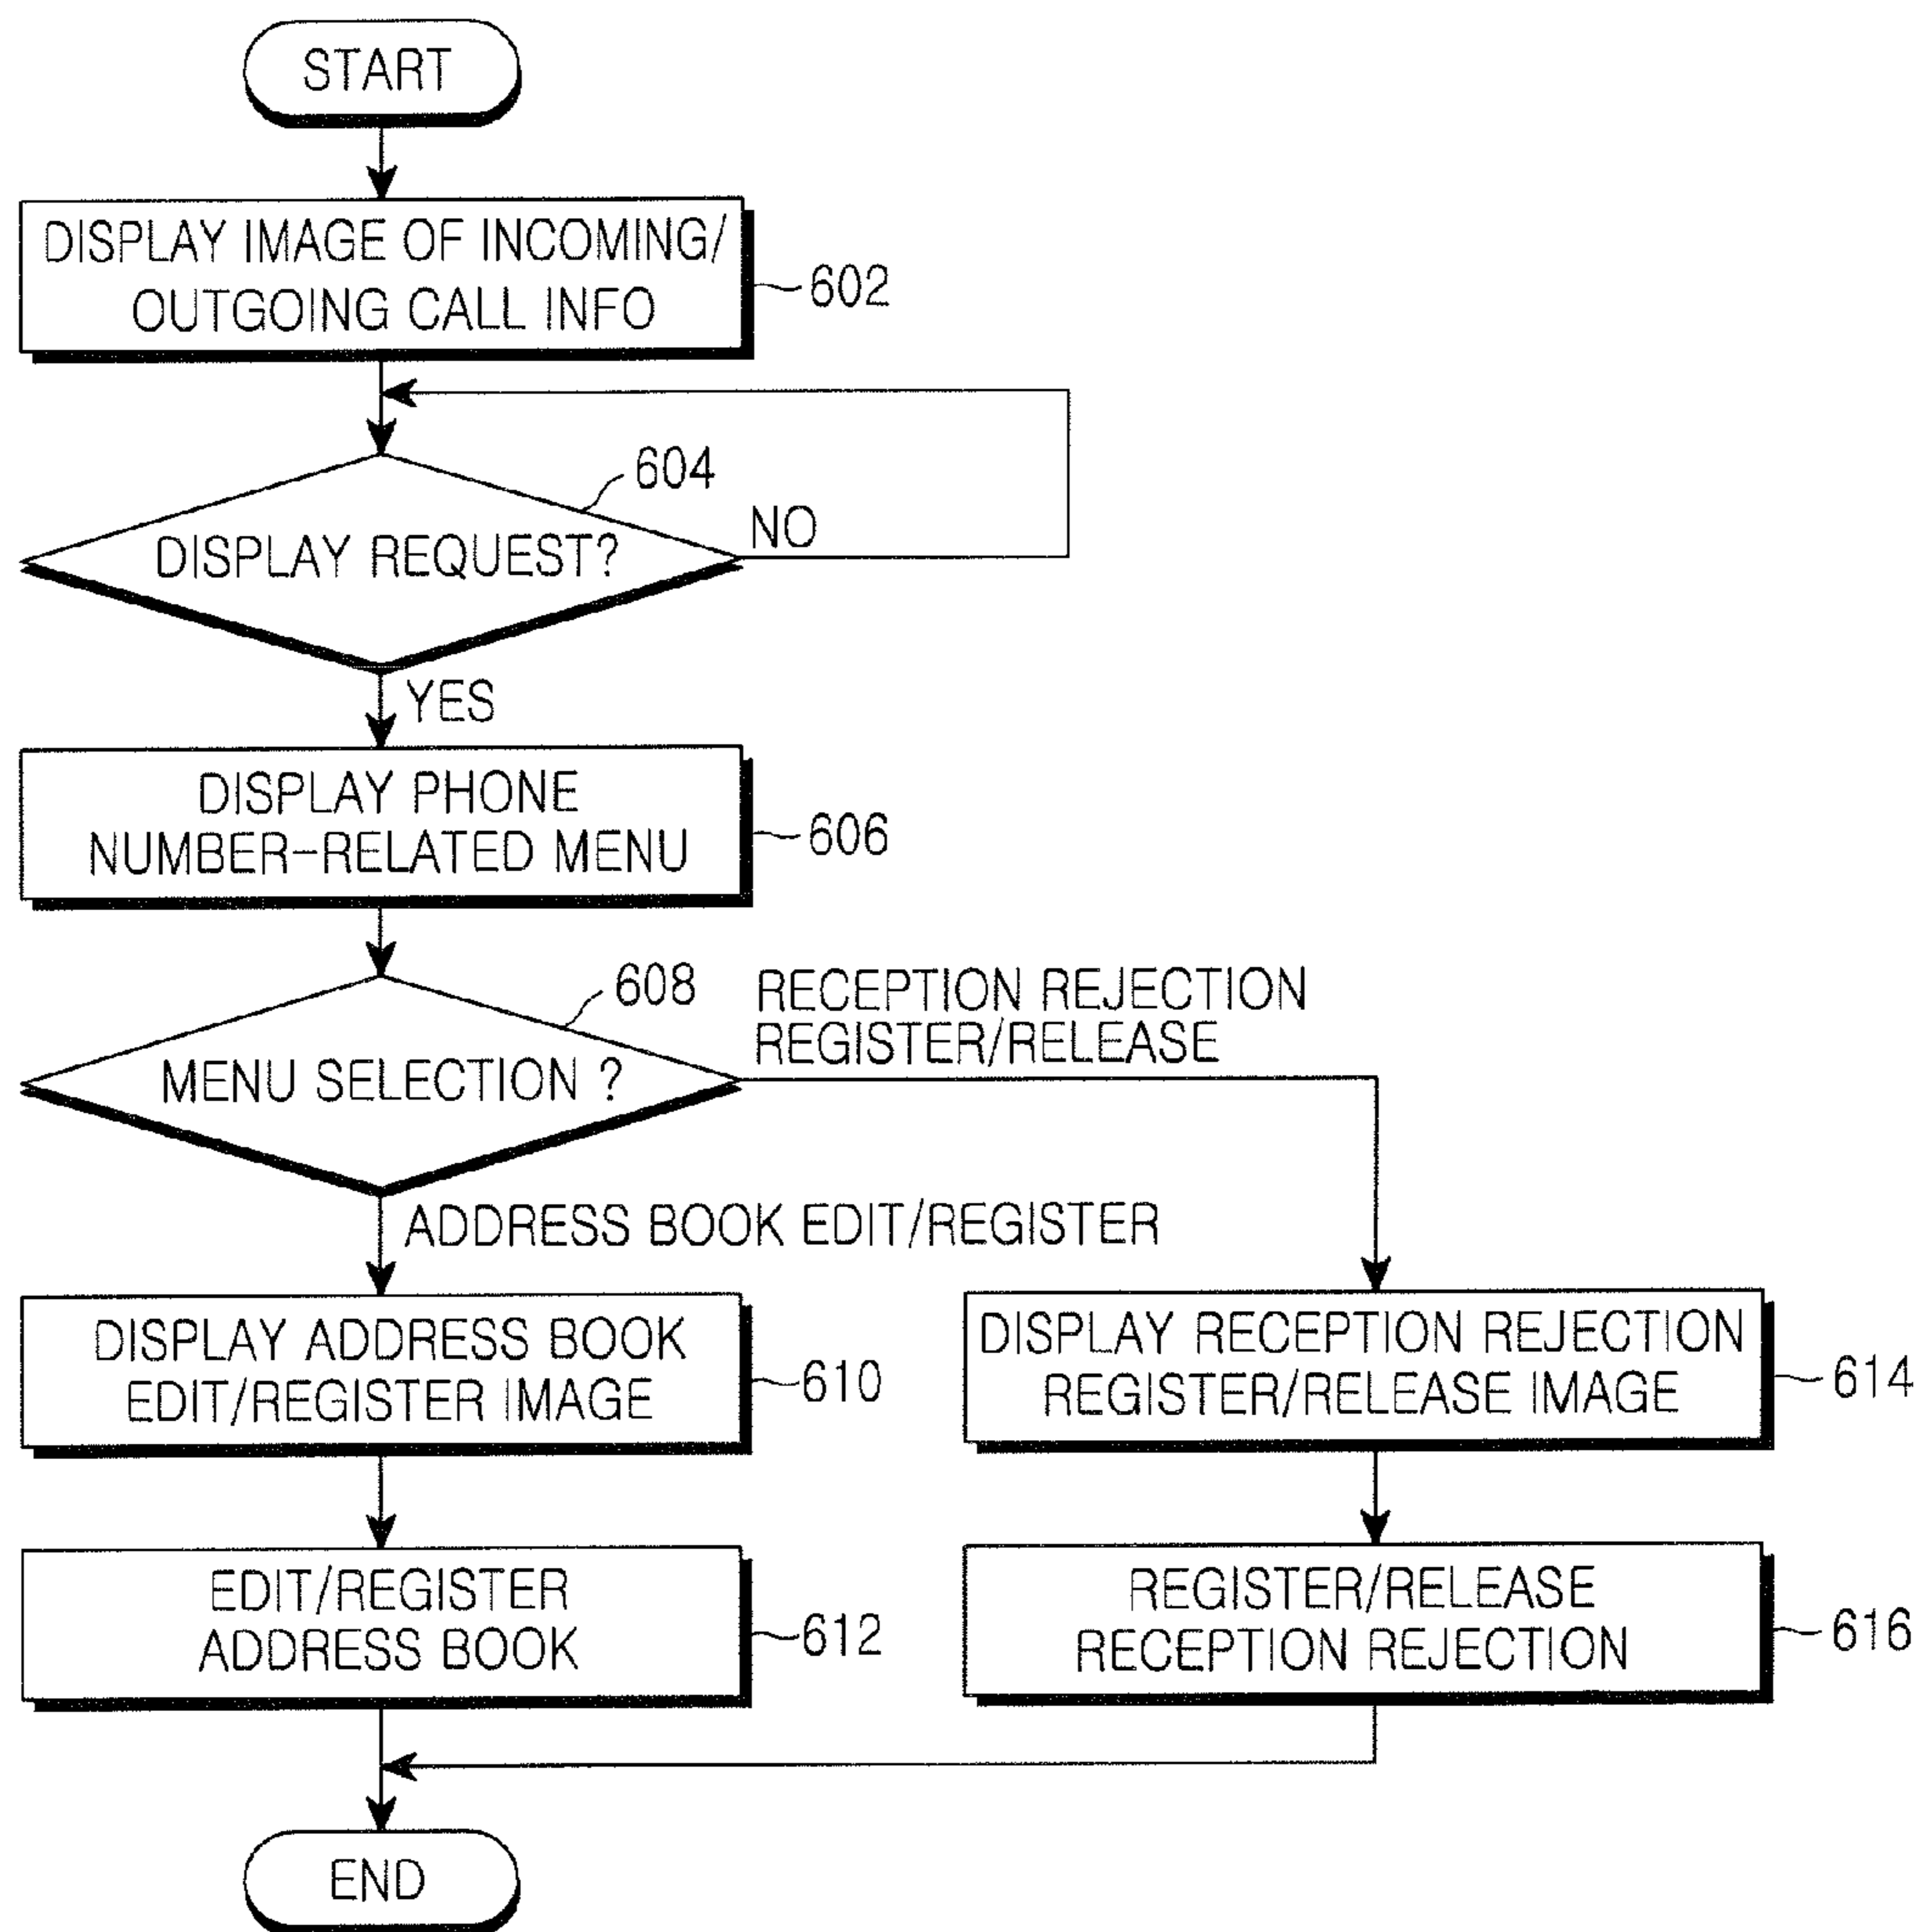 START
DISPLAY IMAGE OF INCOMING/
OUTGOING CALL INFO
602
604
DISPLAY REQUEST?
NO
YES
DISPLAY PHONE
NUMBER-RELATED MENU
606
608
MENU SELECTION ?
RECEPTION REJECTION
REGISTER/RELEASE
ADDRESS BOOK EDIT/REGISTER
DISPLAY ADDRESS BOOK
EDIT/REGISTER IMAGE
610
DISPLAY RECEPTION REJECTION
REGISTER/RELEASE IMAGE
614
EDIT/REGISTER
ADDRESS BOOK
612
REGISTER/RELEASE
RECEPTION REJECTION
616
END